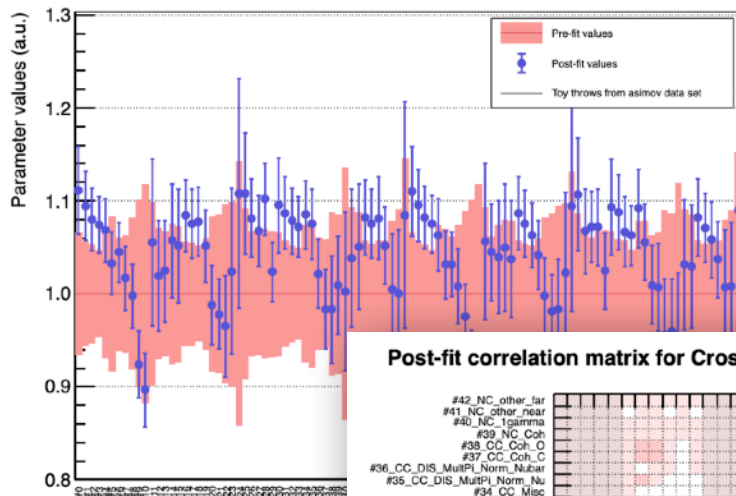 1.3
Pre-fit values
Post-fit values
Toy throws from asimov data set
Parameter values (a.u.)
1.2
1.1
1.0
0.9
0.8
Post-fit correlation matrix for Cros
#42_NC_other_far
#41_NC_other_near
#40_NC_1gamma
#39_NC_Coh
#38_CC_Coh_O
#37_CC_Coh_C
#36_CC_DIS_MultPi_Norm_Nubar
#35_CC_DIS_MultPi_Norm_Nu
#34_CC_Misc